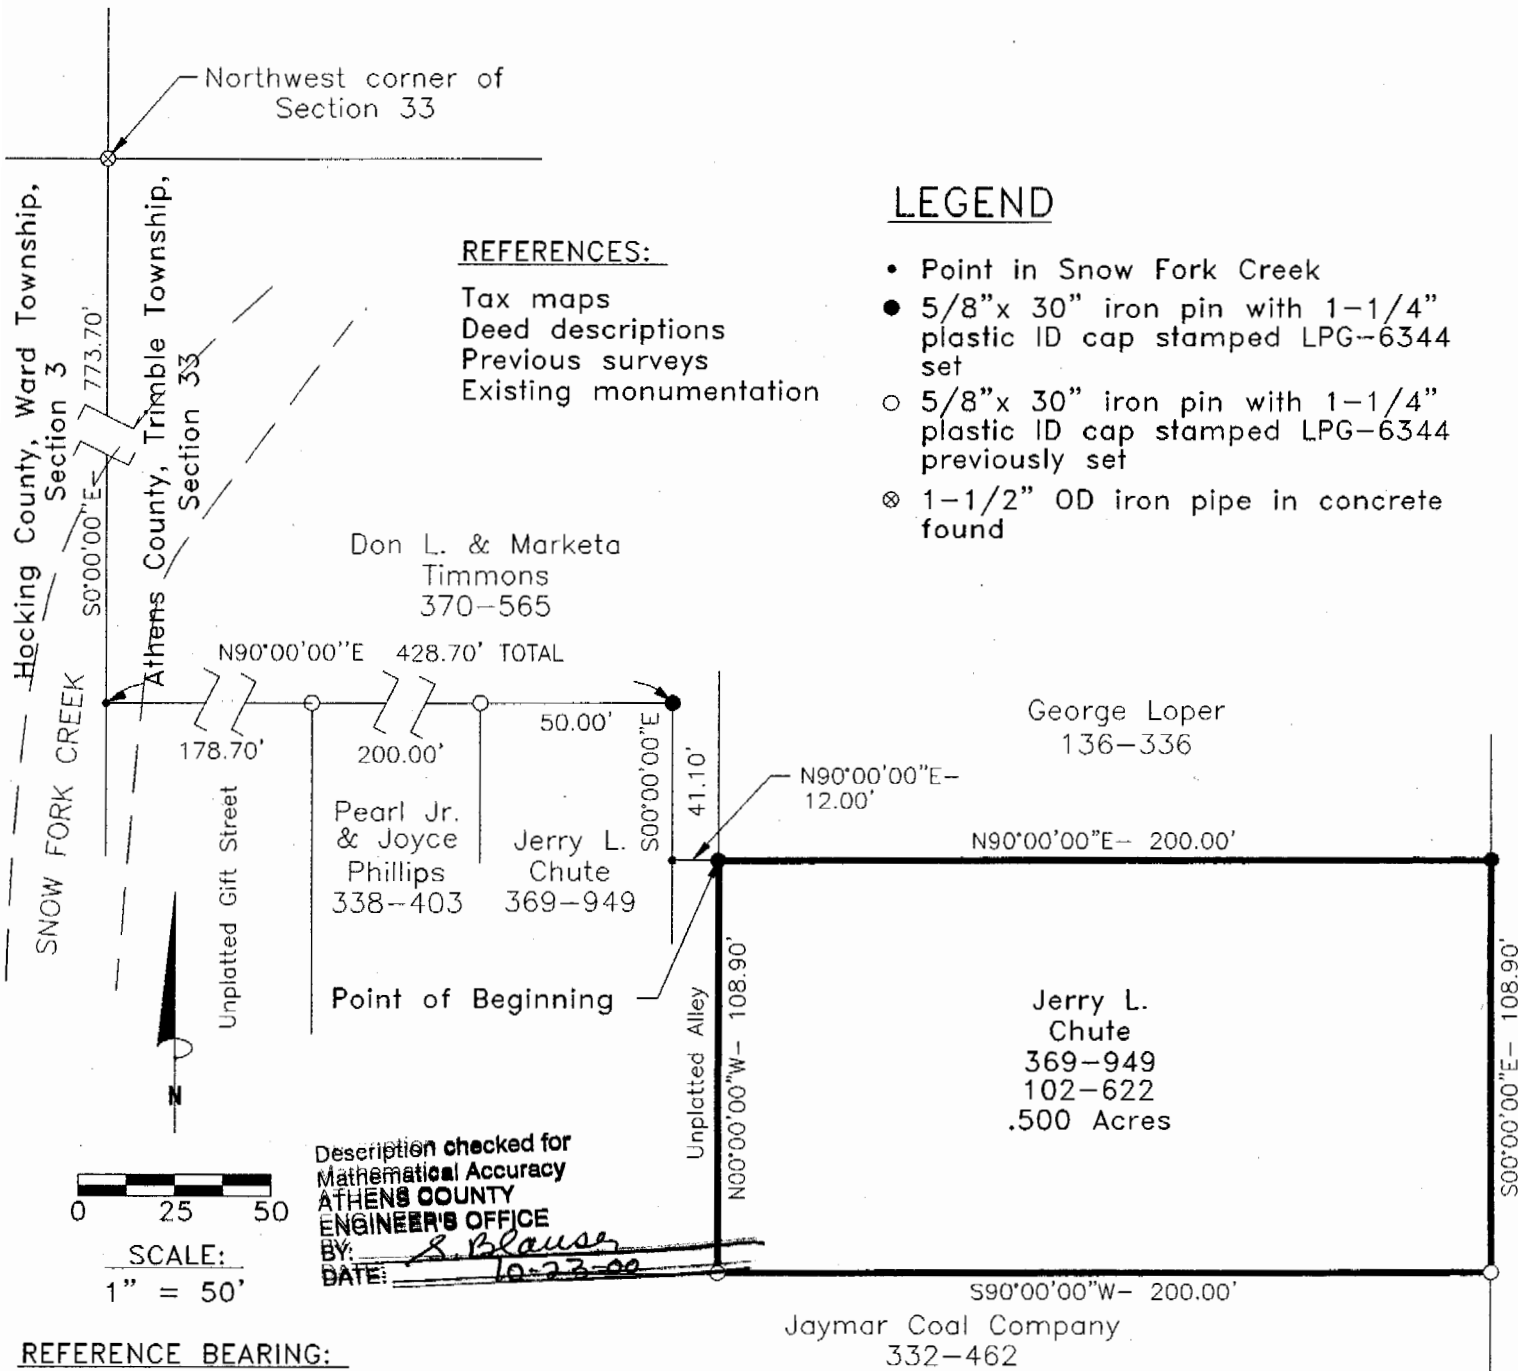 Northwest corner of
Section 33
Hocking County, Ward Township,
Section 3
S0°00'00"E- 773.70'
Athens County, Trimble Township,
Section 33
REFERENCES:
Tax maps
Deed descriptions
Previous surveys
Existing monumentation
LEGEND
• Point in Snow Fork Creek
● 5/8"x 30" iron pin with 1-1/4"
plastic ID cap stamped LPG-6344
set
○ 5/8"x 30" iron pin with 1-1/4"
plastic ID cap stamped LPG-6344
previously set
⊗ 1-1/2" OD iron pipe in concrete
found
Don L. & Marketa
Timmons
370-565
N90°00'00"E 428.70' TOTAL
178.70'
200.00'
50.00'
SNOW FORK CREEK
Unplatted Gift Street
Pearl Jr.
& Joyce
Phillips
338-403
Jerry L.
Chute
369-949
S00°00'00"E
41.10'
N90°00'00"E-
12.00'
George Loper
136-336
N90°00'00"E- 200.00'
Point of Beginning
Unplatted Alley
N00°00'00"W- 108.90'
Jerry L.
Chute
369-949
102-622
.500 Acres
S00°00'00"E- 108.90'
N
0 25 50
SCALE:
1" = 50'
Description checked for
Mathematical Accuracy
ATHENS COUNTY
ENGINEER'S OFFICE
BY: S. Blauser
DATE: 10-23-00
S90°00'00"W- 200.00'
Jaymar Coal Company
332-462
REFERENCE BEARING: